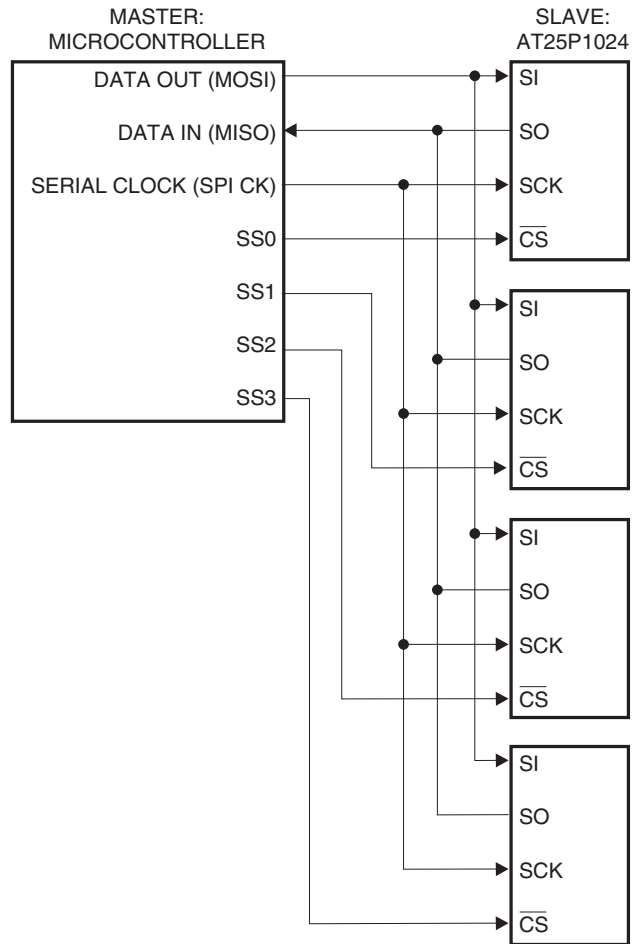 MASTER:
MICROCONTROLLER
SLAVE:
AT25P1024
DATA OUT (MOSI)
DATA IN (MISO)
SERIAL CLOCK (SPI CK)
SS0
SS1
SS2
SS3
SI
SO
SCK
CS
SI
SO
SCK
CS
SI
SO
SCK
CS
SI
SO
SCK
CS